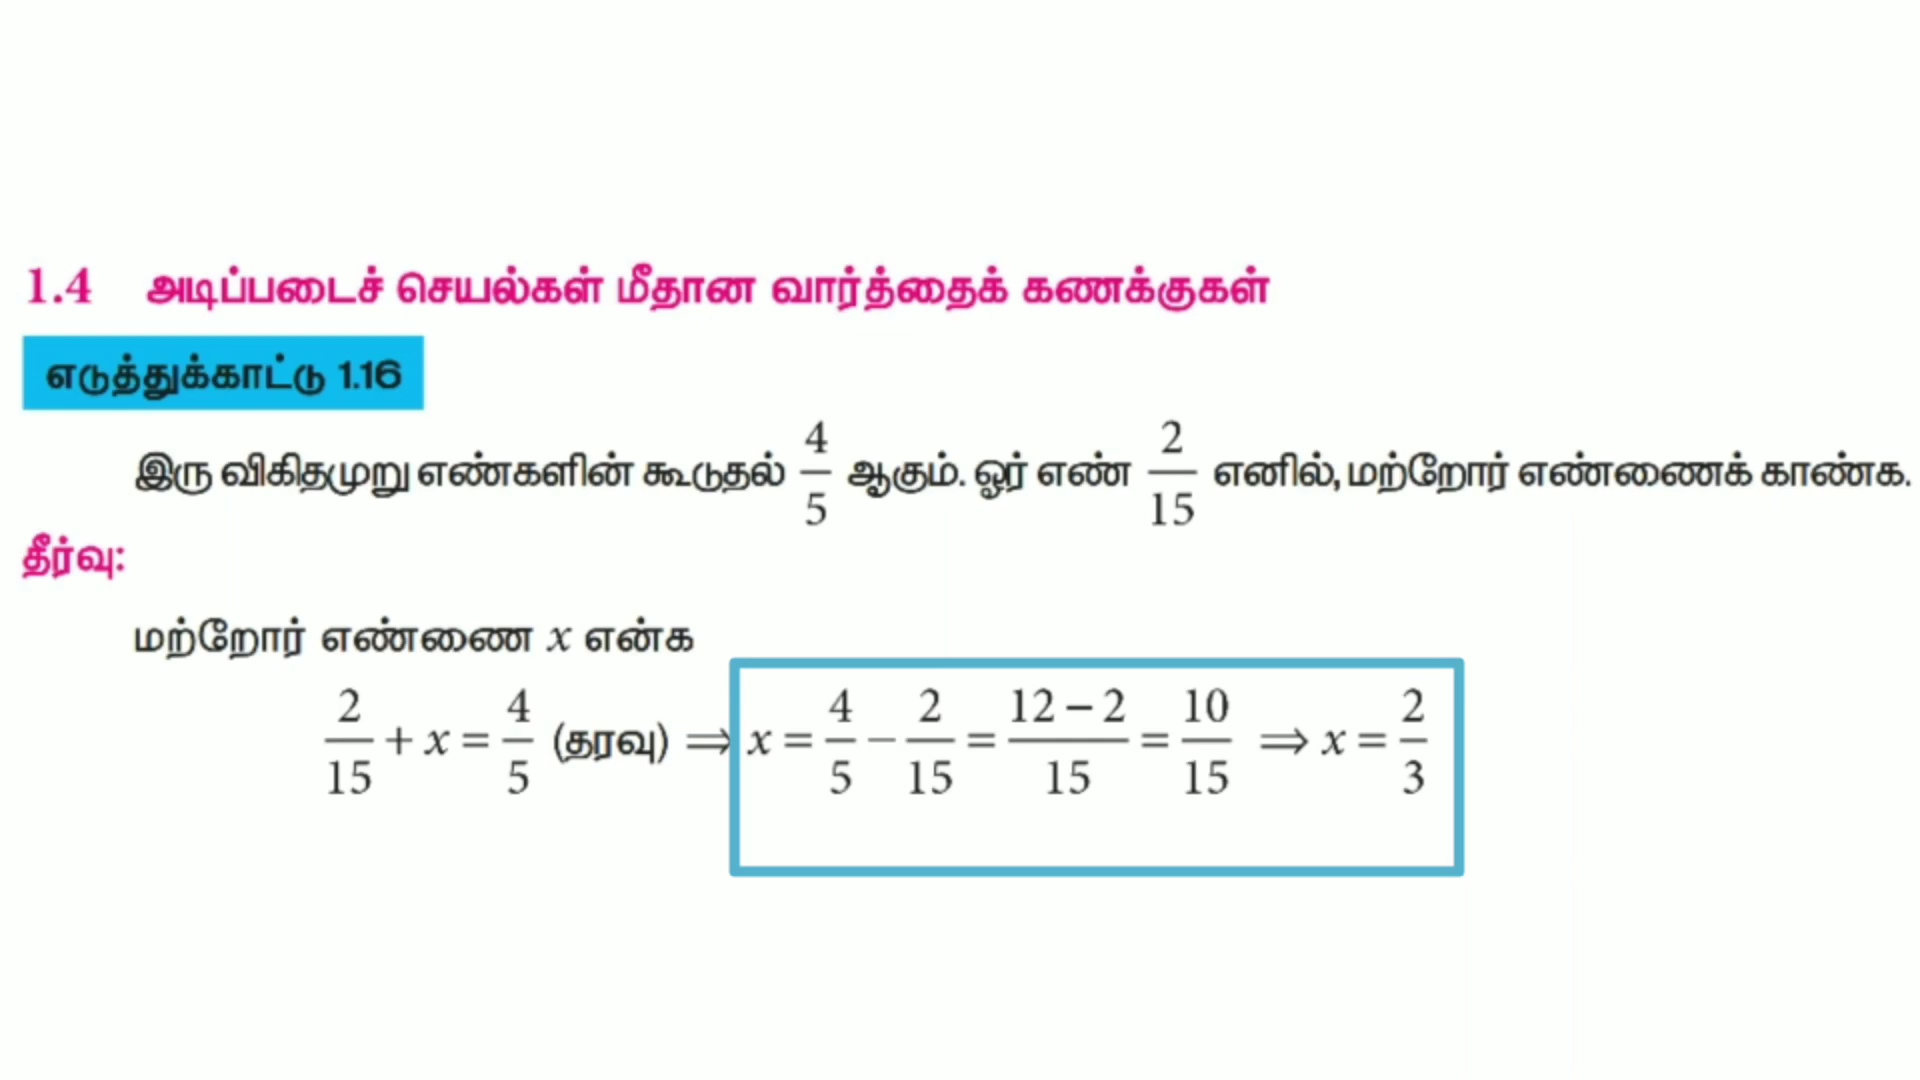 1.4 அடிப்படைச் செயல்கள் மீதான வார்த்தைக் கணக்குகள்
எடுத்துக்காட்டு 1.16
இரு விகிதமுறு எண்களின் கூடுதல் 4/5 ஆகும். ஓர் எண் 2/15 எனில், மற்றோர் எண்ணைக் காண்க.
தீர்வு:
மற்றோர் எண்ணை x என்க
2/15 + x = 4/5 (தரவு) ⇒ x = 4/5 − 2/15 = 12 − 2/15 = 10/15 ⇒ x = 2/3